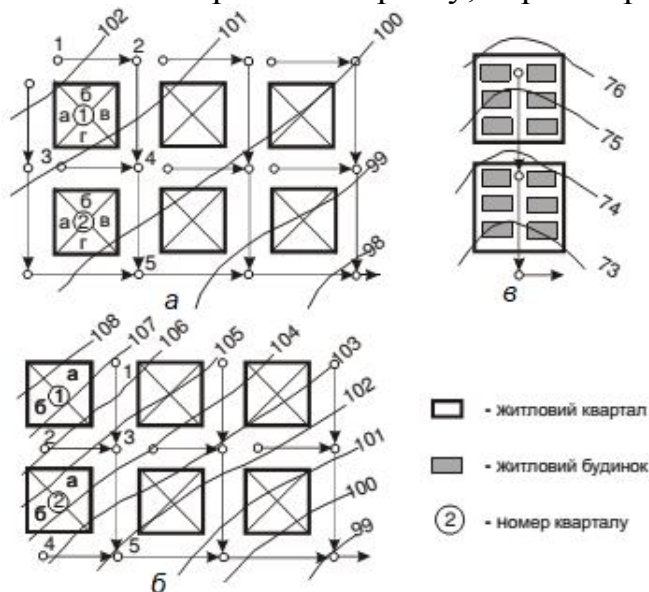 102
101
100
1
2
б
а 1 в
г
3
4
99
б
а 2 в
г
98
5
а
76
75
74
73
в
108
107
106
105
104
103
а
1
б 1
102
2
3
101
а
б 2
100
4
5
99
б
- житловий квартал
- житловий будинок
2 - номер кварталу